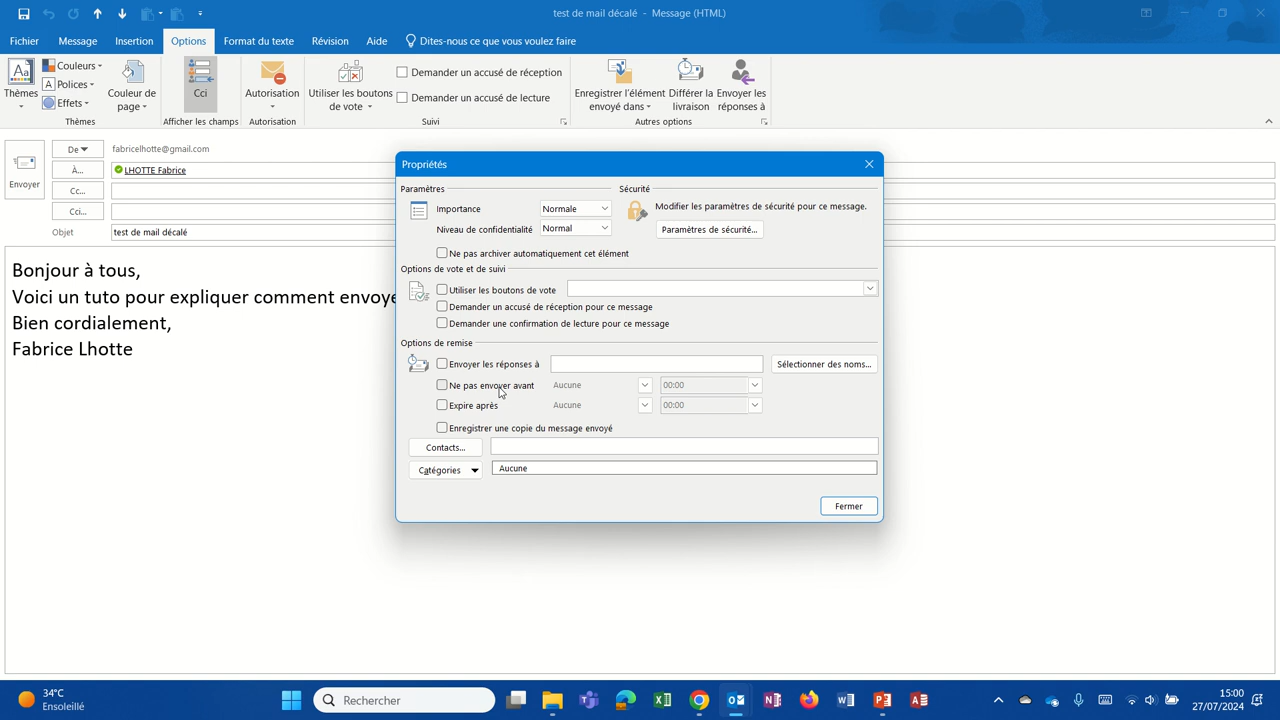 test de mail décalé - Message (HTML)
Fichier Message Insertion Options Format du texte Révision Aide Dites-nous ce que vous voulez faire
Aa
Thèmes
Couleurs
A Polices
Effets
Couleur de page
Cci
Autorisation
Utiliser les boutons de vote
Demander un accusé de réception
Demander un accusé de lecture
Enregistrer l'élément envoyé dans
Différer la livraison
Envoyer les réponses à
Thèmes Afficher les champs Autorisation Suivi Autres options
Envoyer
De fabricelhotte@gmail.com
À... LHOTTE Fabrice
Cc...
Cci...
Objet test de mail décalé
Bonjour à tous,
Voici un tuto pour expliquer comment envoye
Bien cordialement,
Fabrice Lhotte
Propriétés
Paramètres Sécurité
Importance Normale
Niveau de confidentialité Normal
Modifier les paramètres de sécurité pour ce message.
Paramètres de sécurité...
Ne pas archiver automatiquement cet élément
Options de vote et de suivi
Utiliser les boutons de vote
Demander un accusé de réception pour ce message
Demander une confirmation de lecture pour ce message
Options de remise
Envoyer les réponses à Sélectionner des noms...
Ne pas envoyer avant Aucune 00:00
Expire après Aucune 00:00
Enregistrer une copie du message envoyé
Contacts...
Catégories Aucune
Fermer
34°C
Ensoleillé
Rechercher
15:00
27/07/2024